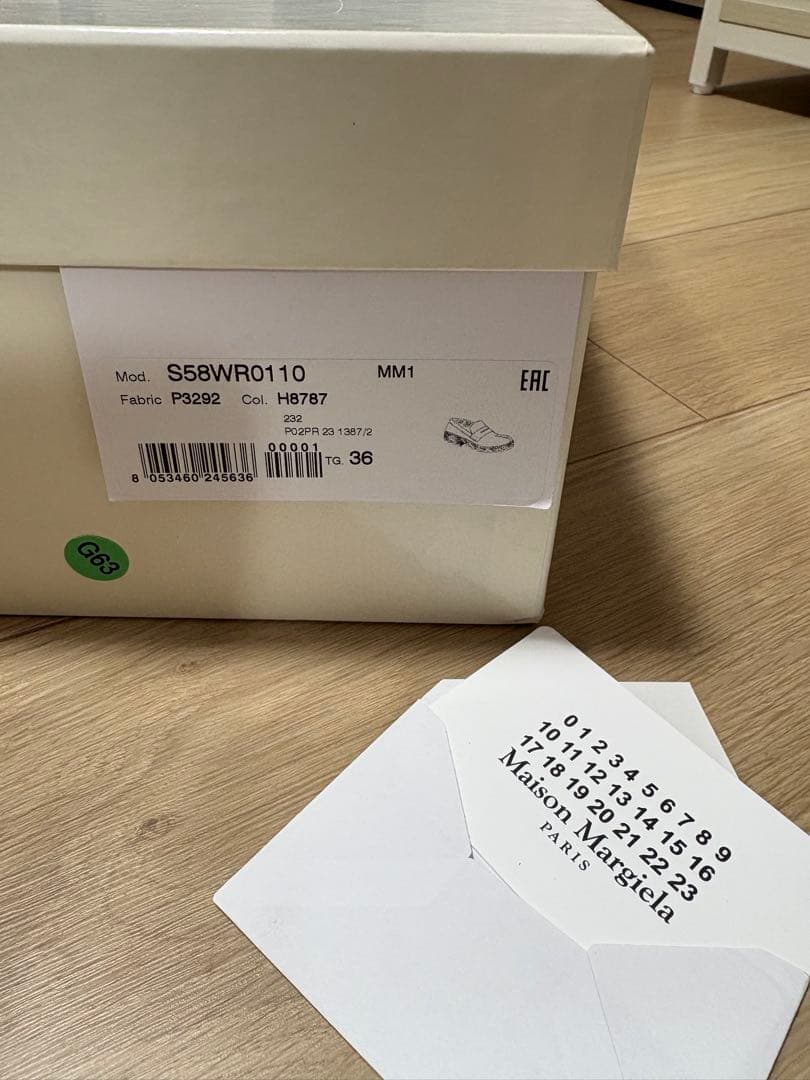 Mod. S58WR0110 MM1
EAC
Fabric P3292 Col. H8787
232
P02PR 23 1387/2
00001
TG. 36
8 053460 245636
G63
0 1 2 3 4 5 6 7 8 9
10 11 12 13 14 15 16
17 18 19 20 21 22 23
Maison Margiela
PARIS